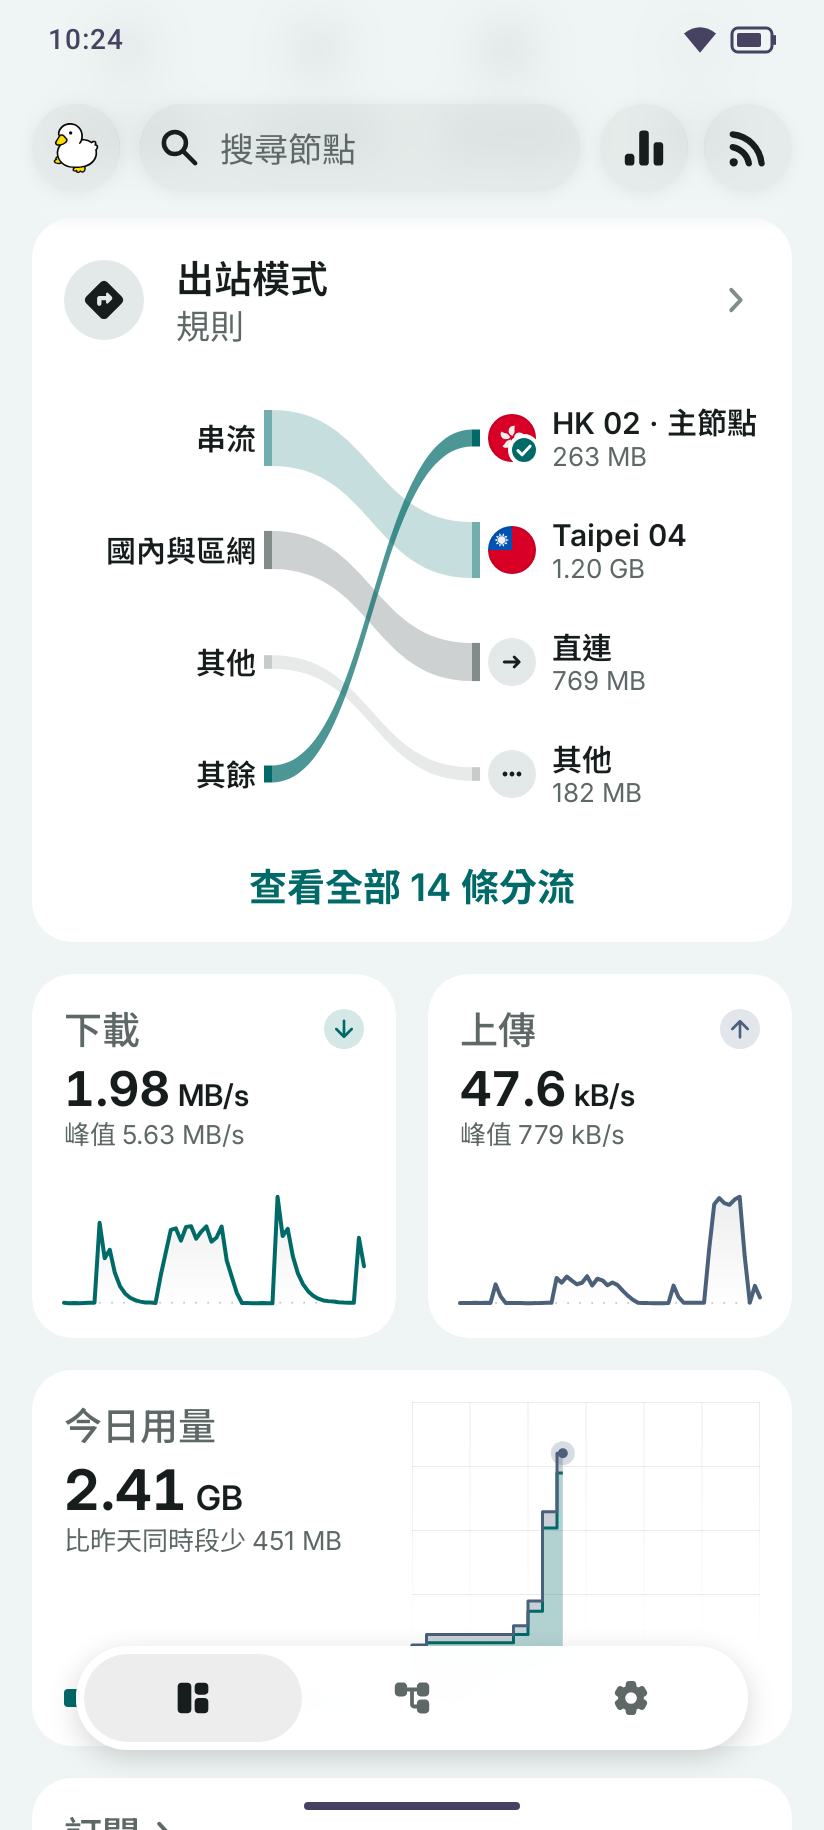 10:24
搜尋節點
出站模式
規則
串流
HK 02 · 主節點
263 MB
國內與區網
Taipei 04
1.20 GB
其他
直連
769 MB
其餘
其他
182 MB
查看全部 14 條分流
下載
1.98 MB/s
峰值 5.63 MB/s
上傳
47.6 kB/s
峰值 779 kB/s
今日用量
2.41 GB
比昨天同時段少 451 MB